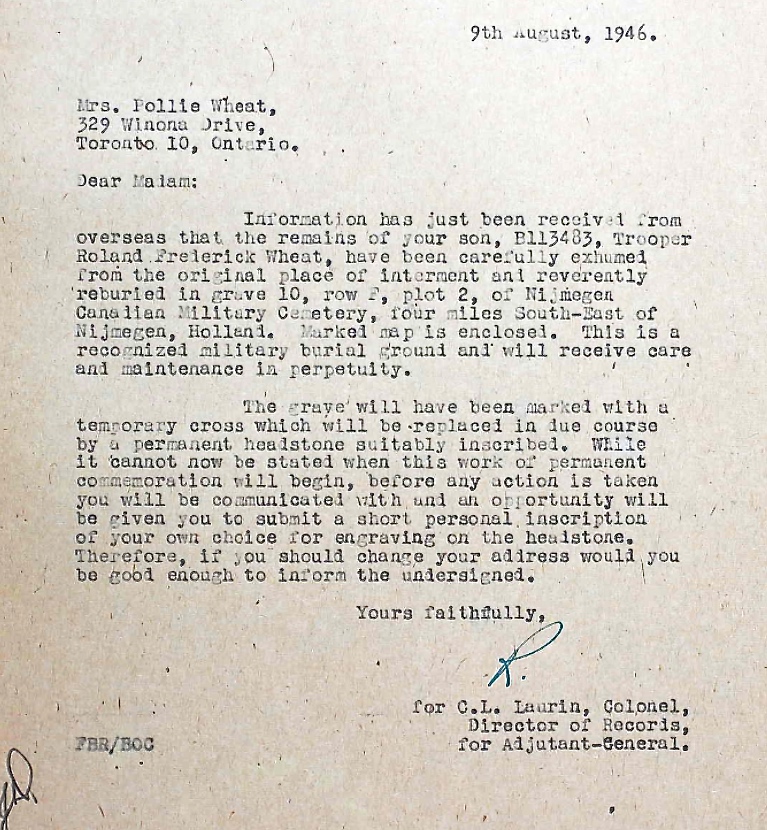 9th August, 1946.
Mrs. Pollie Wheat,
329 Winona Drive,
Toronto 10, Ontario.
Dear Madam:
Information has just been received from
overseas that the remains of your son, B113483, Trooper
Roland Frederick Wheat, have been carefully exhumed
from the original place of interment and reverently
reburied in grave 10, row F, plot 2, of Nijmegen
Canadian Military Cemetery, four miles South-East of
Nijmegen, Holland. Marked map is enclosed. This is a
recognized military burial ground and will receive care
and maintenance in perpetuity.
The grave will have been marked with a
temporary cross which will be replaced in due course
by a permanent headstone suitably inscribed. While
it cannot now be stated when this work of permanent
commemoration will begin, before any action is taken
you will be communicated with and an opportunity will
be given you to submit a short personal inscription
of your own choice for engraving on the headstone.
Therefore, if you should change your address would you
be good enough to inform the undersigned.
Yours faithfully,
R.
for C.L. Laurin, Colonel,
Director of Records,
FBR/BOC for Adjutant-General.